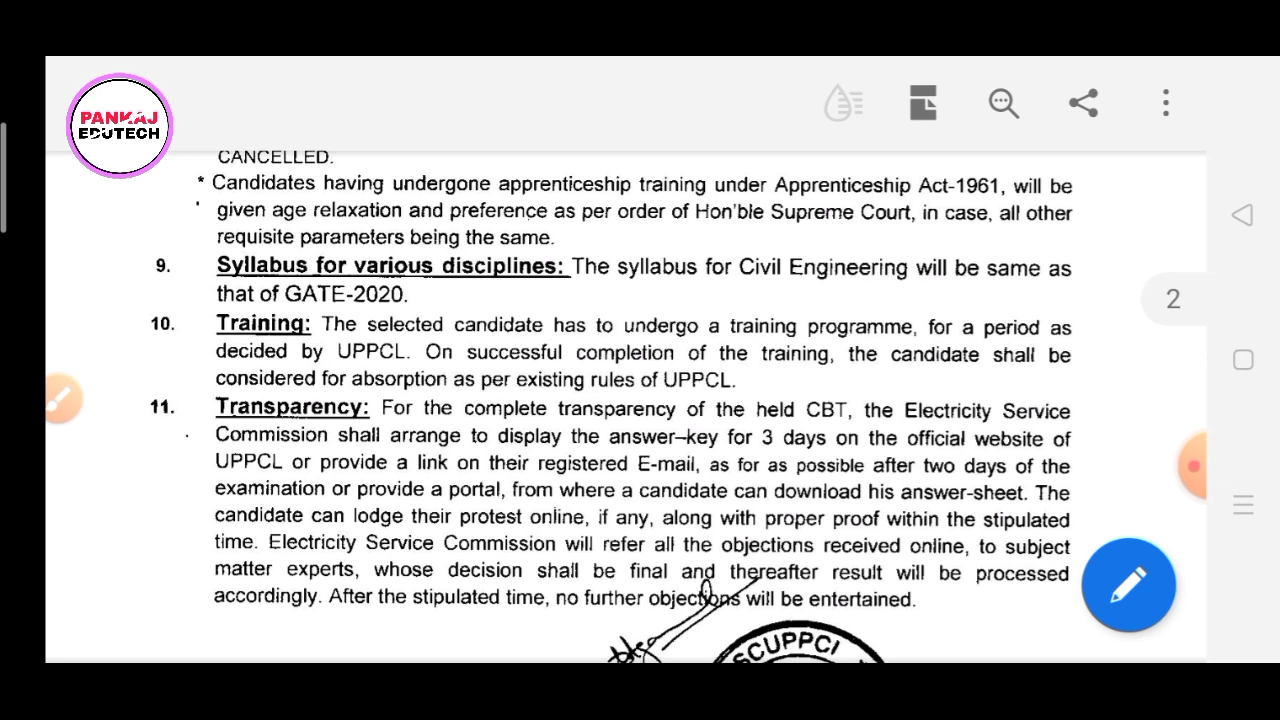 PANKAJ
EDUTECH
CANCELLED.
* Candidates having undergone apprenticeship training under Apprenticeship Act-1961, will be
given age relaxation and preference as per order of Hon'ble Supreme Court, in case, all other
requisite parameters being the same.
9. Syllabus for various disciplines: The syllabus for Civil Engineering will be same as
that of GATE-2020.
2
10. Training: The selected candidate has to undergo a training programme, for a period as
decided by UPPCL. On successful completion of the training, the candidate shall be
considered for absorption as per existing rules of UPPCL.
11. Transparency: For the complete transparency of the held CBT, the Electricity Service
Commission shall arrange to display the answer–key for 3 days on the official website of
UPPCL or provide a link on their registered E-mail, as for as possible after two days of the
examination or provide a portal, from where a candidate can download his answer-sheet. The
candidate can lodge their protest online, if any, along with proper proof within the stipulated
time. Electricity Service Commission will refer all the objections received online, to subject
matter experts, whose decision shall be final and thereafter result will be processed
accordingly. After the stipulated time, no further objections will be entertained.
SCUPPCl